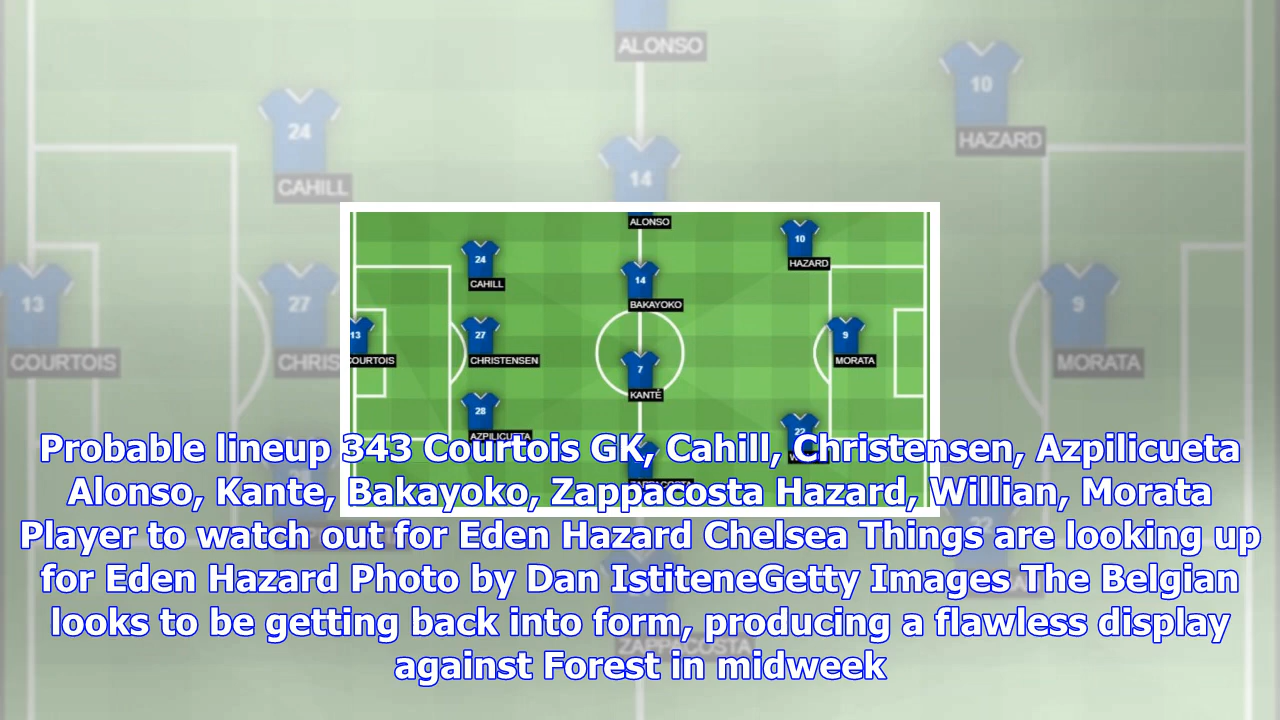 ALONSO
10
HAZARD
24
CAHILL
14
13
COURTOIS
27
CHRIS
9
MORATA
ALONSO
10
HAZARD
24
CAHILL
14
BAKAYOKO
13
COURTOIS
27
CHRISTENSEN
9
MORATA
7
KANTÉ
28
AZPILICUETA
22
Probable lineup 343 Courtois GK, Cahill, Christensen, Azpilicueta
Alonso, Kante, Bakayoko, Zappacosta Hazard, Willian, Morata
Player to watch out for Eden Hazard Chelsea Things are looking up
for Eden Hazard Photo by Dan IstiteneGetty Images The Belgian
looks to be getting back into form, producing a flawless display
against Forest in midweek
ZAPPACOSTA